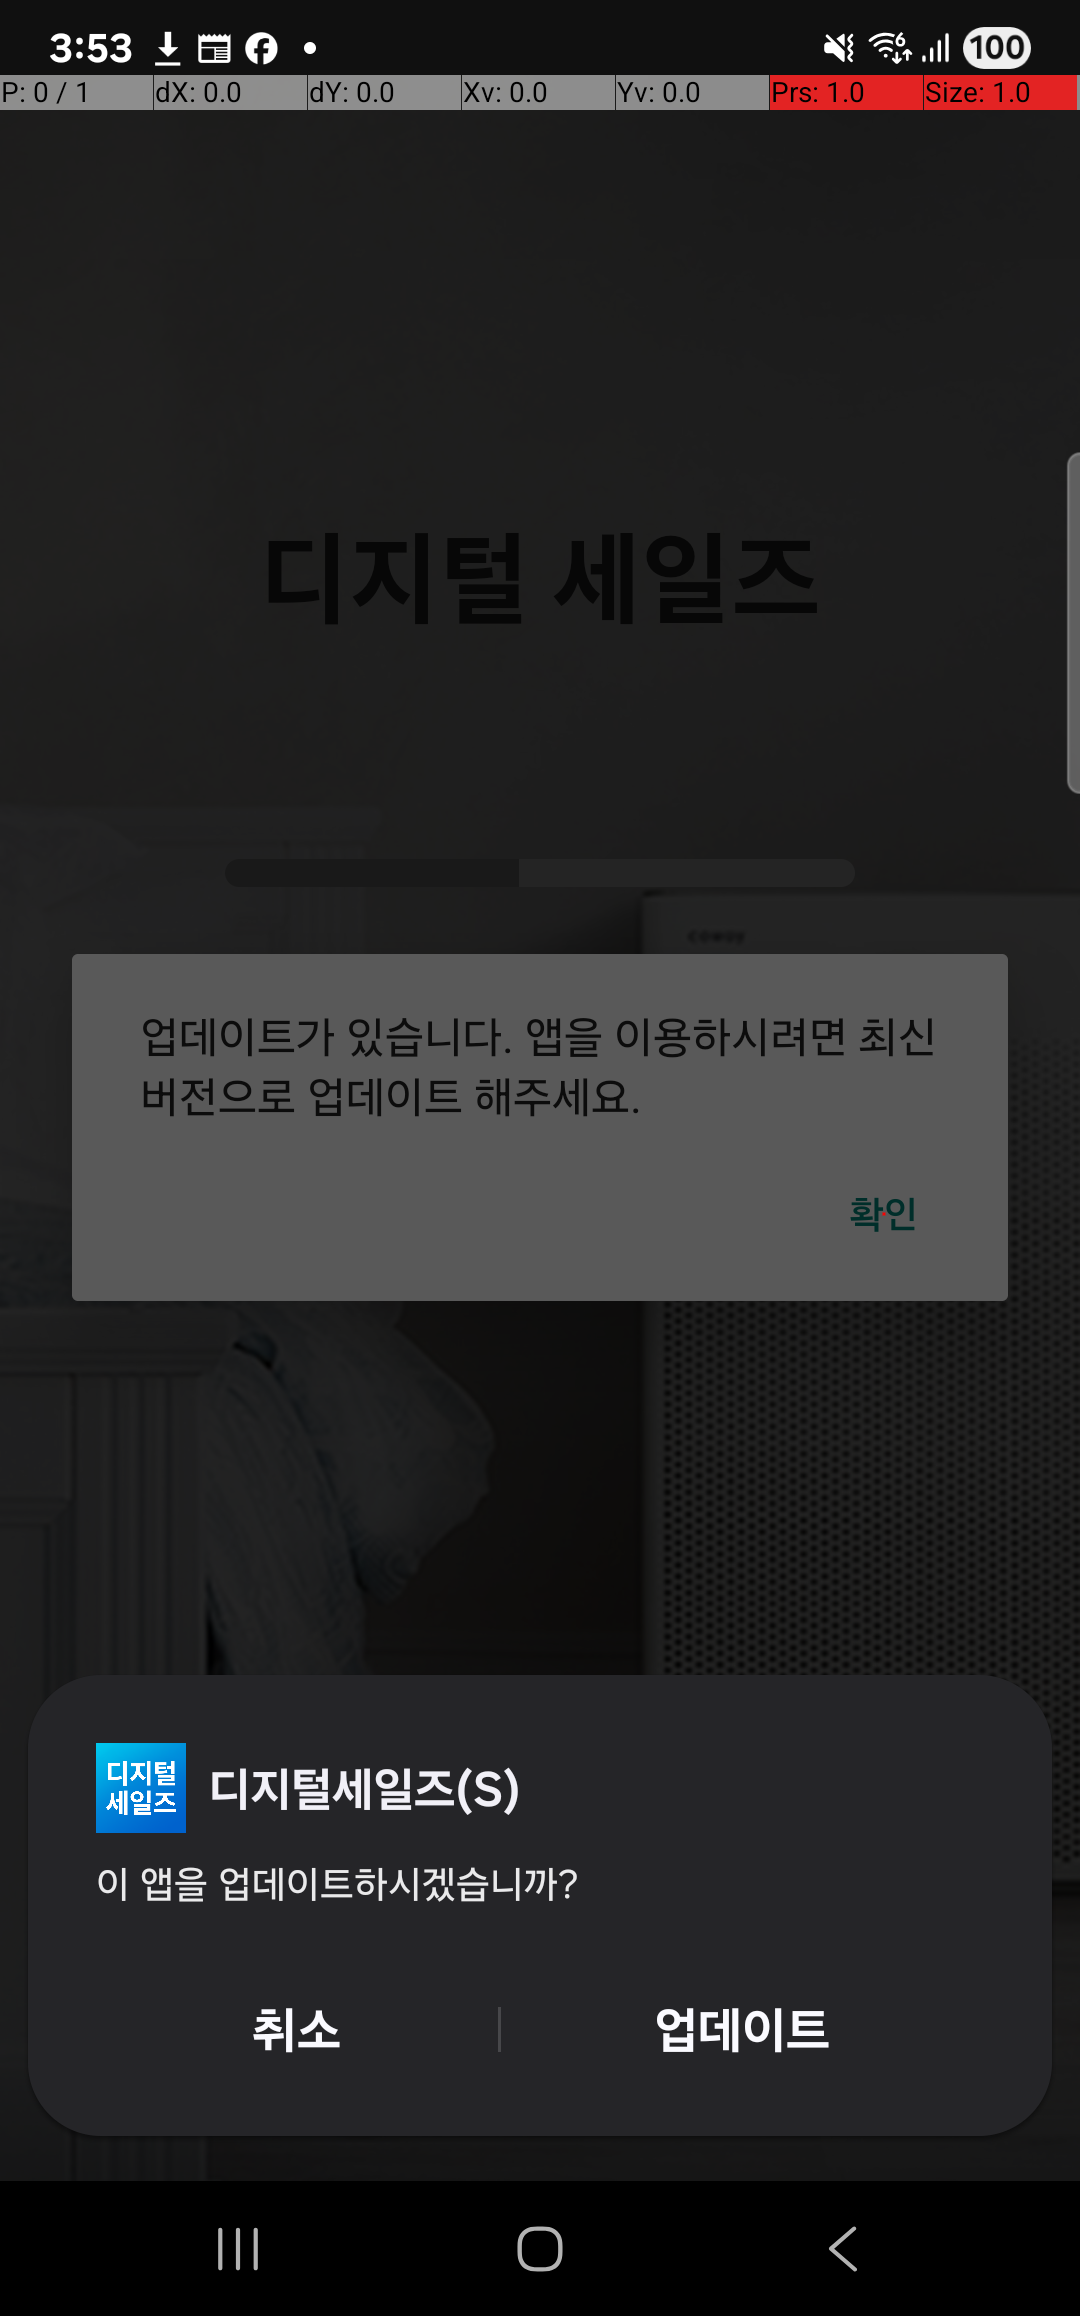 3:53
100
P: 0 / 1
dX: 0.0
dY: 0.0
Xv: 0.0
Yv: 0.0
Prs: 1.0
Size: 1.0
디지털 세일즈
coway
업데이트가 있습니다. 앱을 이용하시려면 최신
버전으로 업데이트 해주세요.
확인
디지털
세일즈
디지털세일즈(S)
이 앱을 업데이트하시겠습니까?
취소
업데이트